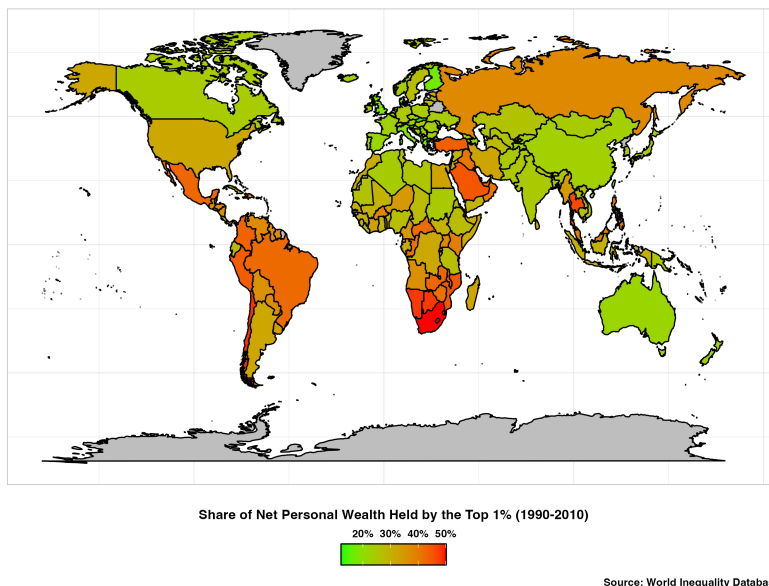 Share of Net Personal Wealth Held by the Top 1% (1990-2010)
20% 30% 40% 50%
Source: World Inequality Databa